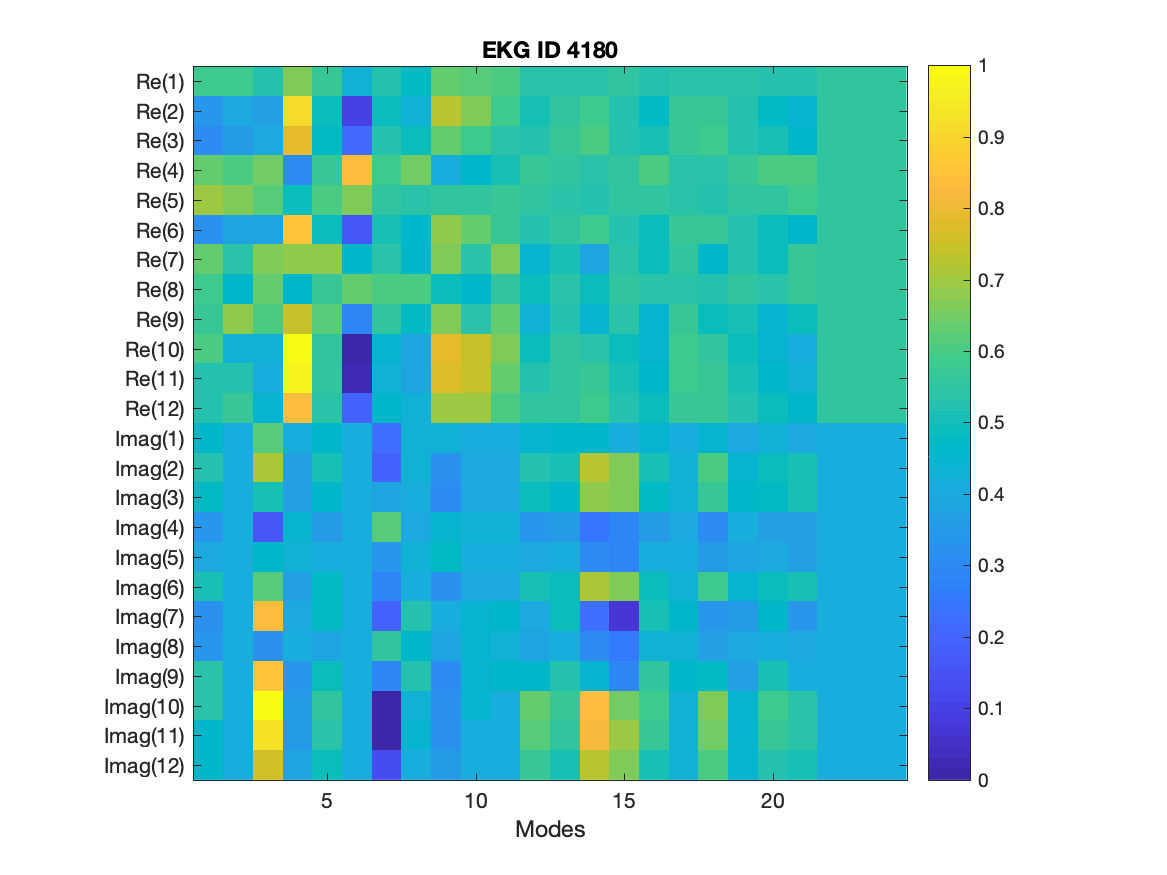 EKG ID 4180
Re(1)
Re(2)
Re(3)
Re(4)
Re(5)
Re(6)
Re(7)
Re(8)
Re(9)
Re(10)
Re(11)
Re(12)
Imag(1)
Imag(2)
Imag(3)
Imag(4)
Imag(5)
Imag(6)
Imag(7)
Imag(8)
Imag(9)
Imag(10)
Imag(11)
Imag(12)
5 10 15 20
Modes
1
0.9
0.8
0.7
0.6
0.5
0.4
0.3
0.2
0.1
0